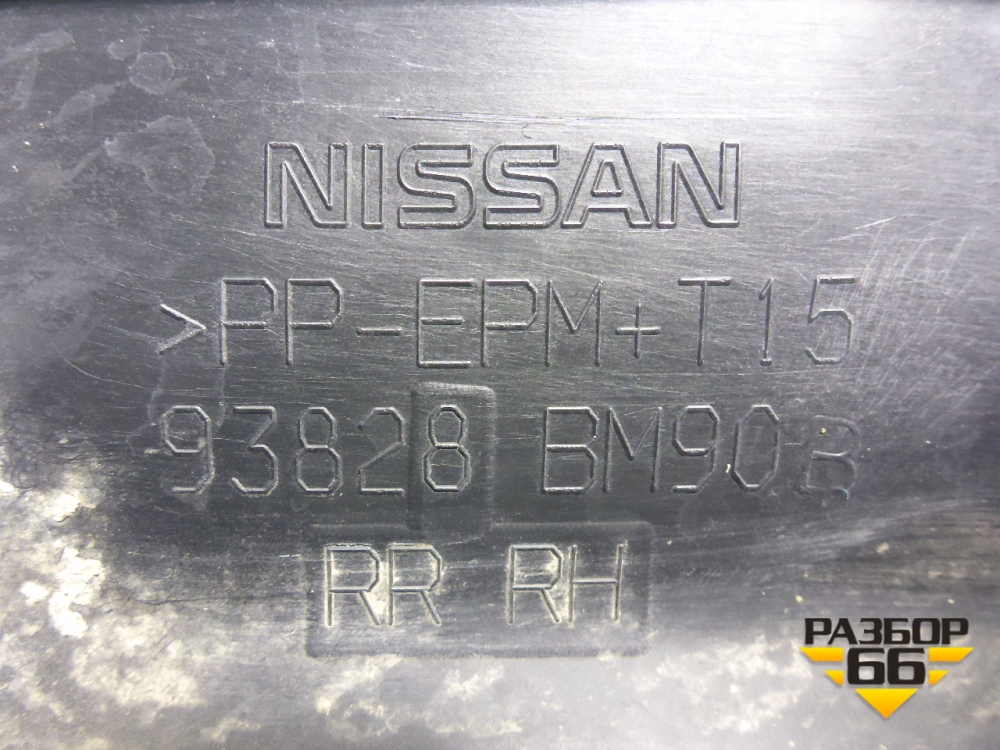 NISSAN
>PP-EPM+T15
93828 BM90B
RR RH
РАЗБОР
66